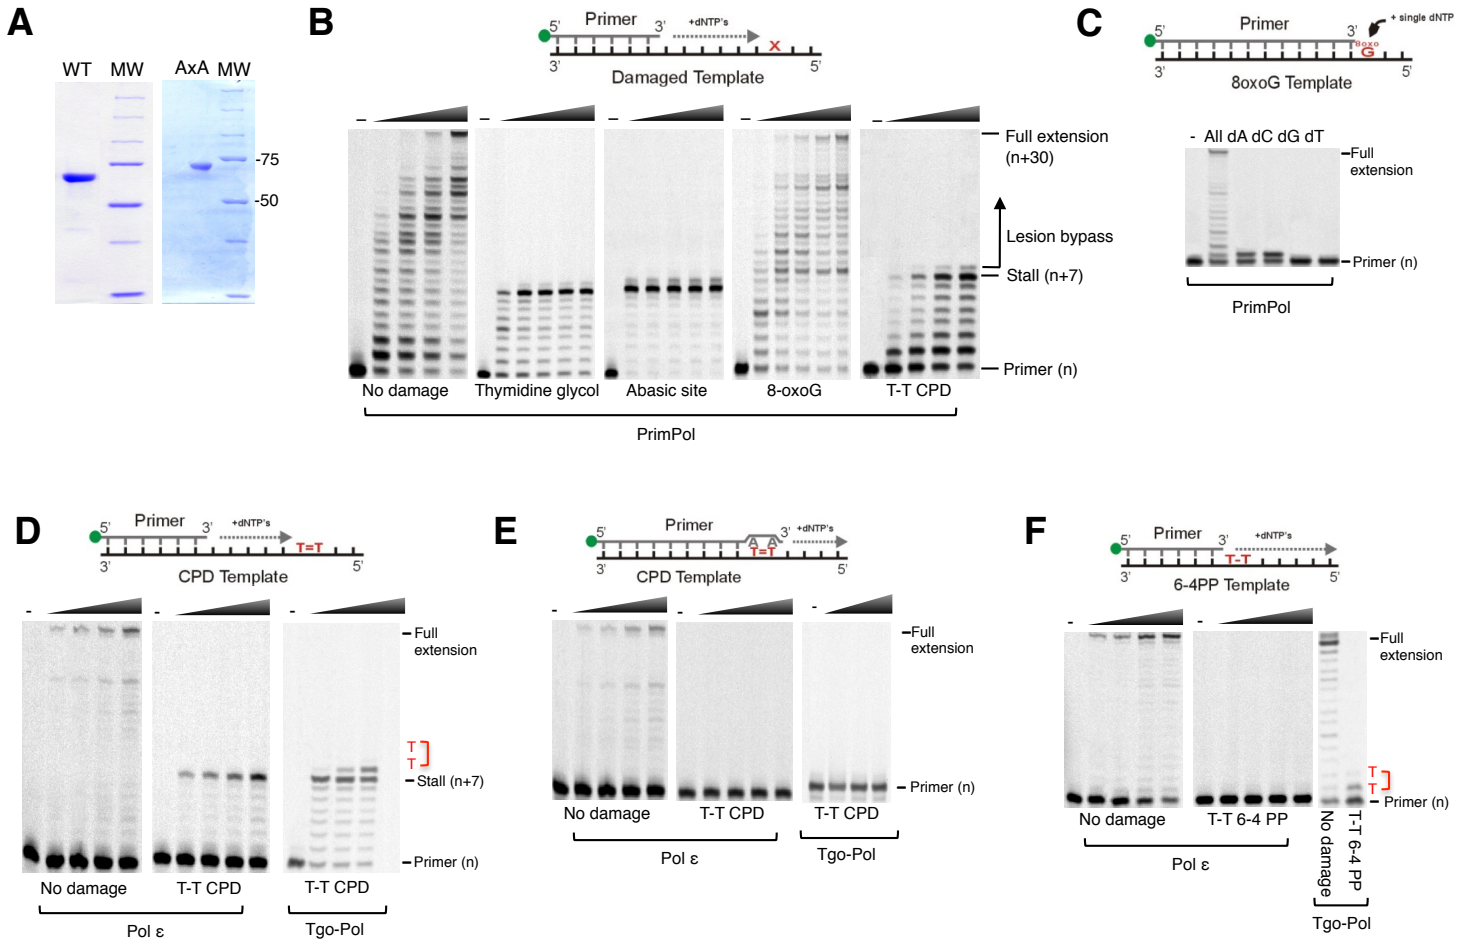 A
WT MW AxA MW
-75
-50
B
5' Primer 3' +dNTP's
X
3' 5'
Damaged Template
– – – – –
Full extension
(n+30)
Lesion bypass
Stall (n+7)
Primer (n)
No damage Thymidine glycol Abasic site 8-oxoG T-T CPD
PrimPol
C
+ single dNTP
5' Primer 3'
8oxo
G
3' 5'
8oxoG Template
- All dA dC dG dT
Full
extension
Primer (n)
PrimPol
D
5' Primer 3' +dNTP's
T=T
3' 5'
CPD Template
- - -
Full
extension
T
T
Stall (n+7)
Primer (n)
No damage T-T CPD T-T CPD
Pol ε Tgo-Pol
E
5' Primer 3' +dNTP's
A A
T=T
3' 5'
CPD Template
- - -
Full
extension
Primer (n)
No damage T-T CPD T-T CPD
Pol ε Tgo-Pol
F
5' Primer 3' +dNTP's
T-T
3' 5'
6-4PP Template
- -
Full
extension
T
T
Primer (n)
No damage T-T 6-4 PP
No damage
T-T 6-4 PP
Pol ε
Tgo-Pol